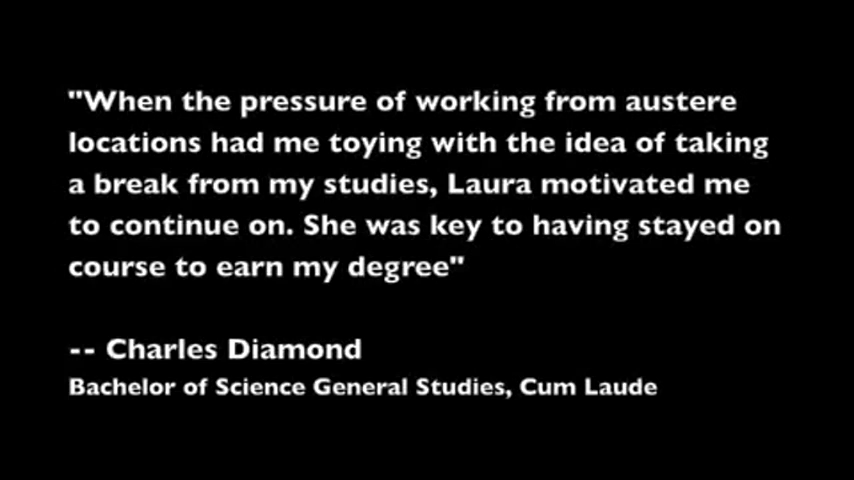 "When the pressure of working from austere
locations had me toying with the idea of taking
a break from my studies, Laura motivated me
to continue on. She was key to having stayed on
course to earn my degree"
-- Charles Diamond
Bachelor of Science General Studies, Cum Laude